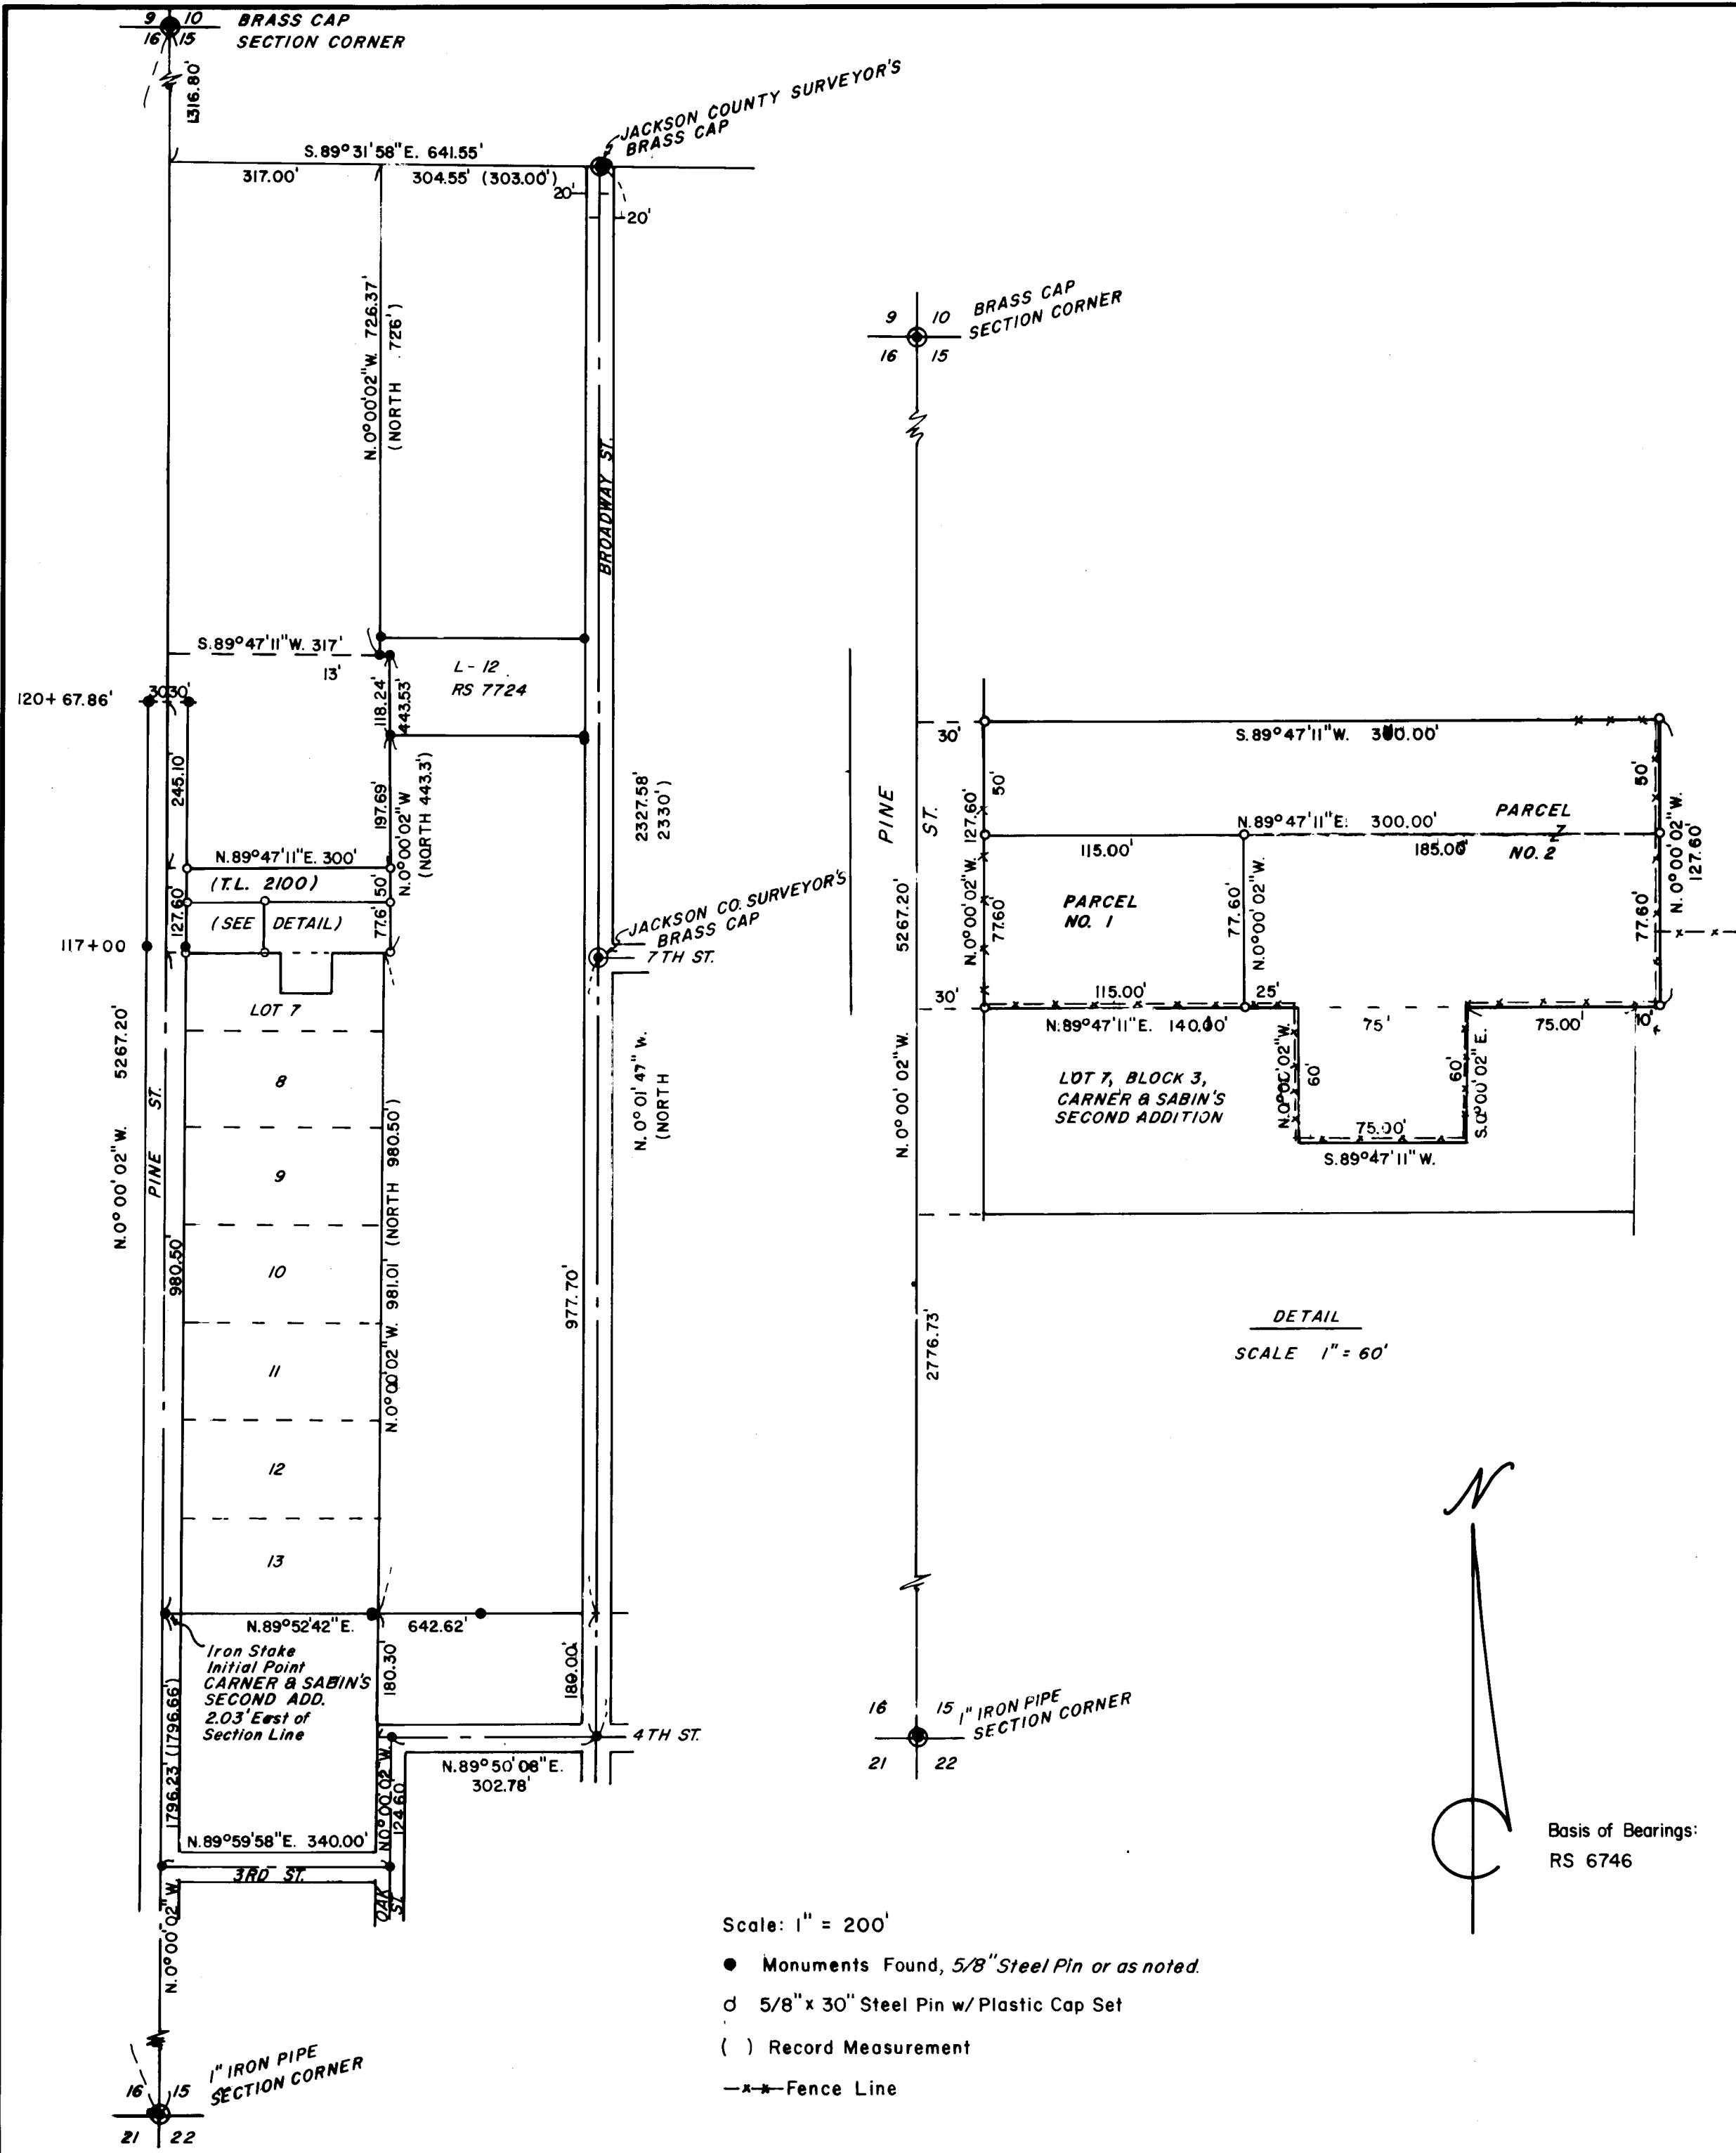 9 10
16 15
BRASS CAP
SECTION CORNER
1316.80'
JACKSON COUNTY SURVEYOR'S
BRASS CAP
S.89°31'58"E. 641.55'
317.00'
304.55' (303.00')
20'
20'
N.0°00'02"W. 726.37'
(NORTH 726')
BROADWAY ST.
S.89°47'11"W. 317'
13'
L-12
RS 7724
120+67.86'
30'30'
118.24'
443.53'
245.10'
197.69'
N.0°00'02"W
(NORTH 443.3')
2327.58'
2330')
N.89°47'11"E. 300'
(T.L. 2100)
50'
127.60'
(SEE DETAIL)
77.6'
117+00
JACKSON CO. SURVEYOR'S
BRASS CAP
7TH ST.
LOT 7
8
9
10
11
12
13
N.0°00'02"W. 5267.20'
PINE ST.
980.50'
N.0°00'02"W. 981.01' (NORTH 980.50')
977.70'
N.0°01'47"W.
(NORTH
N.89°52'42"E. 642.62'
Iron Stake
Initial Point
CARNER & SABIN'S
SECOND ADD.
2.03' East of
Section Line
180.30'
180.00'
4TH ST.
N.89°50'08"E.
302.78'
1796.23' (1796.66')
N0°00'02"W.
124.60'
N.89°59'58"E. 340.00'
3RD ST.
OAK ST.
N.0°00'02"W
1" IRON PIPE
SECTION CORNER
16 15
21 22
9 10
16 15
BRASS CAP
SECTION CORNER
PINE ST.
30'
S.89°47'11"W. 300.00'
50'
50'
127.60'
N.0°00'02"W.
N.89°47'11"E. 300.00'
PARCEL
NO. 2
115.00'
185.00'
N.0°00'02"W.
127.60'
PARCEL
NO. 1
77.60'
77.60'
N.0°00'02"W.
77.60'
5267.20'
N.0°00'02"W.
30'
115.00'
25'
N.89°47'11"E. 140.00'
75'
75.00'
10'
LOT 7, BLOCK 3,
CARNER & SABIN'S
SECOND ADDITION
N.0°00'02"W.
60'
60'
S.0°00'02"E.
75.00'
S.89°47'11"W.
2776.73'
DETAIL
SCALE 1"=60'
N
16 15
21 22
1" IRON PIPE
SECTION CORNER
Basis of Bearings:
RS 6746
Scale: 1" = 200'
Monuments Found, 5/8" Steel Pin or as noted.
5/8" x 30" Steel Pin w/ Plastic Cap Set
( ) Record Measurement
—x—x— Fence Line